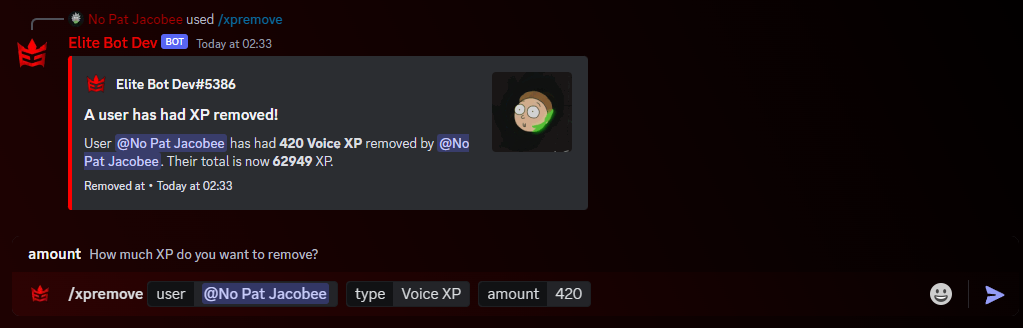 No Pat Jacobee used /xpremove
Elite Bot Dev BOT Today at 02:33
Elite Bot Dev#5386
A user has had XP removed!
User @No Pat Jacobee has had 420 Voice XP removed by @No
Pat Jacobee. Their total is now 62949 XP.
Removed at • Today at 02:33
amount How much XP do you want to remove?
/xpremove user @No Pat Jacobee type Voice XP amount 420